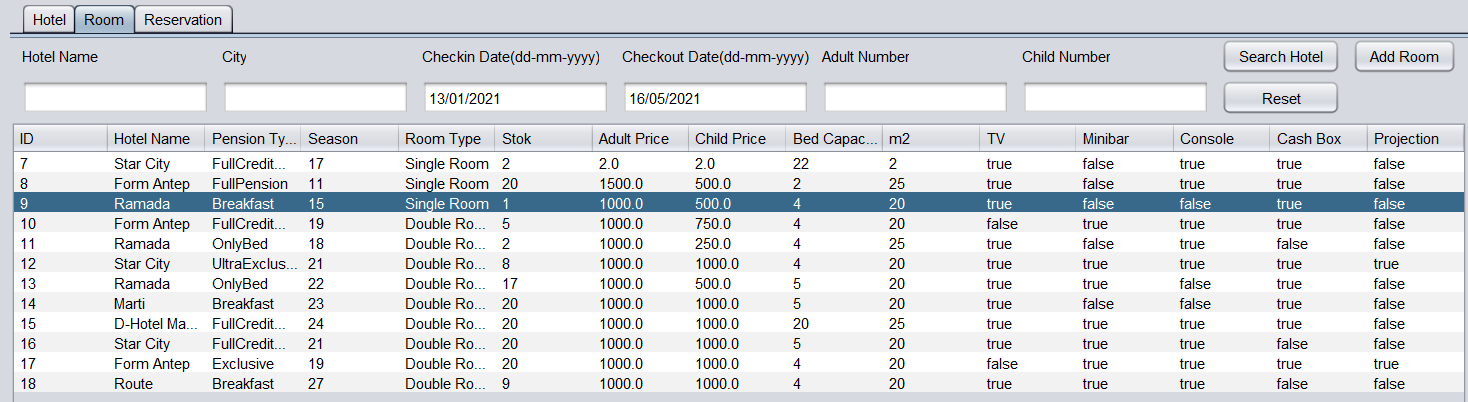 Hotel Room Reservation
Hotel Name City Checkin Date(dd-mm-yyyy) Checkout Date(dd-mm-yyyy) Adult Number Child Number Search Hotel Add Room
13/01/2021 16/05/2021 Reset
ID Hotel Name Pension Ty... Season Room Type Stok Adult Price Child Price Bed Capac... m2 TV Minibar Console Cash Box Projection
7 Star City FullCredit... 17 Single Room 2 2.0 2.0 22 2 true false true true false
8 Form Antep FullPension 11 Single Room 20 1500.0 500.0 2 25 true false true true false
9 Ramada Breakfast 15 Single Room 1 1000.0 500.0 4 20 true false false true false
10 Form Antep FullCredit... 19 Double Ro... 5 1000.0 750.0 4 20 false true true true false
11 Ramada OnlyBed 18 Double Ro... 2 1000.0 250.0 4 25 true false true false false
12 Star City UltraExclus... 21 Double Ro... 8 1000.0 1000.0 4 20 true true true true true
13 Ramada OnlyBed 22 Double Ro... 17 1000.0 500.0 5 20 true true true true false
14 Marti Breakfast 23 Double Ro... 20 1000.0 1000.0 5 20 true false false true false
15 D-Hotel Ma... FullCredit... 24 Double Ro... 20 1000.0 1000.0 20 25 true true true true false
16 Star City FullCredit... 21 Double Ro... 20 1000.0 1000.0 5 20 true true true true false
17 Form Antep Exclusive 19 Double Ro... 20 1000.0 1000.0 4 20 false true true true true
18 Route Breakfast 27 Double Ro... 9 1000.0 1000.0 4 20 true true true false false